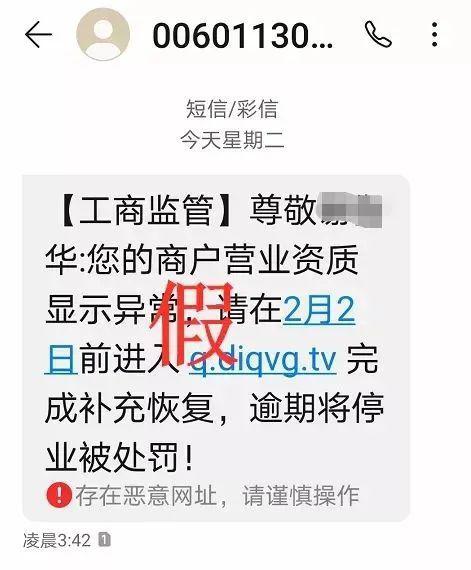 00601130...
短信/彩信
今天星期二
【工商监管】尊敬
华:您的商户营业资质
显示异常,请在2月2
日前进入 q.diqvg.tv 完
成补充恢复，逾期将停
业被处罚!
假
存在恶意网址，请谨慎操作
凌晨3:42 1